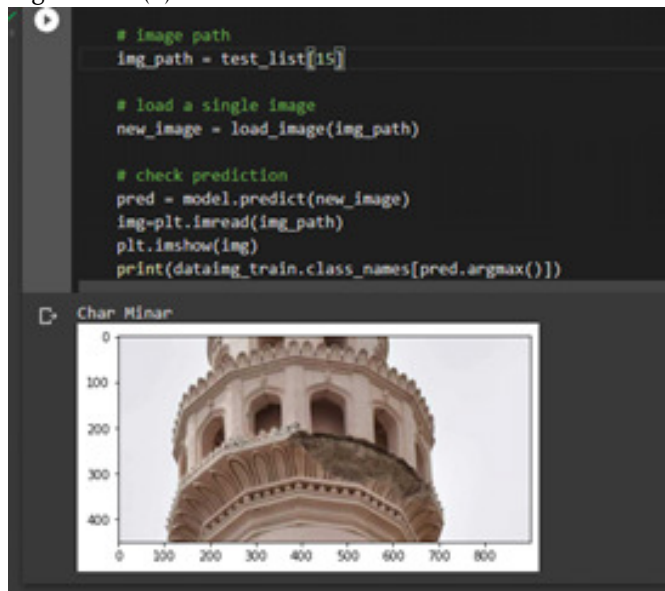 # image path
img_path = test_list[15]
# load a single image
new_image = load_image(img_path)
# check prediction
pred = model.predict(new_image)
img=plt.imread(img_path)
plt.imshow(img)
print(dataimg_train.class_names[pred.argmax()])
Char Minar
0
100
200
300
400
0 100 200 300 400 500 600 700 800